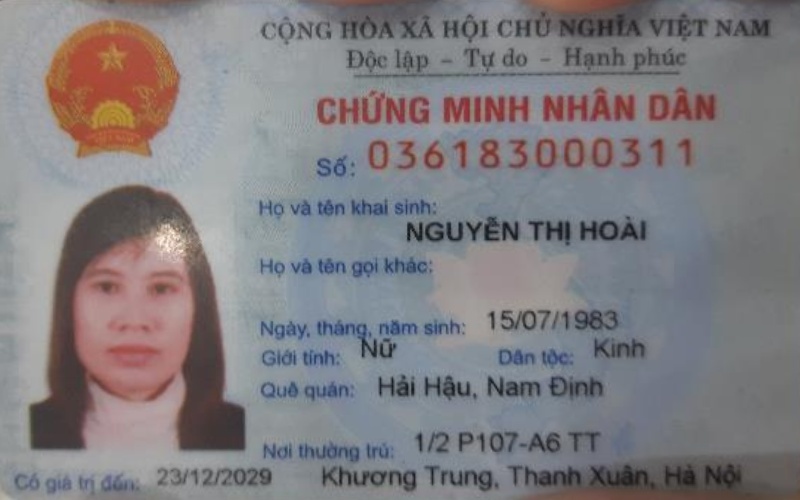 CỘNG HÒA XÃ HỘI CHỦ NGHĨA VIỆT NAM
Độc lập – Tự do – Hạnh phúc
CHỨNG MINH NHÂN DÂN
Số: 036183000311
Họ và tên khai sinh:
NGUYỄN THỊ HOÀI
Họ và tên gọi khác:
Ngày, tháng, năm sinh: 15/07/1983
Giới tính: Nữ Dân tộc: Kinh
Quê quán: Hải Hậu, Nam Định
Nơi thường trú: 1/2 P107-A6 TT
Có giá trị đến: 23/12/2029 Khương Trung, Thanh Xuân, Hà Nội